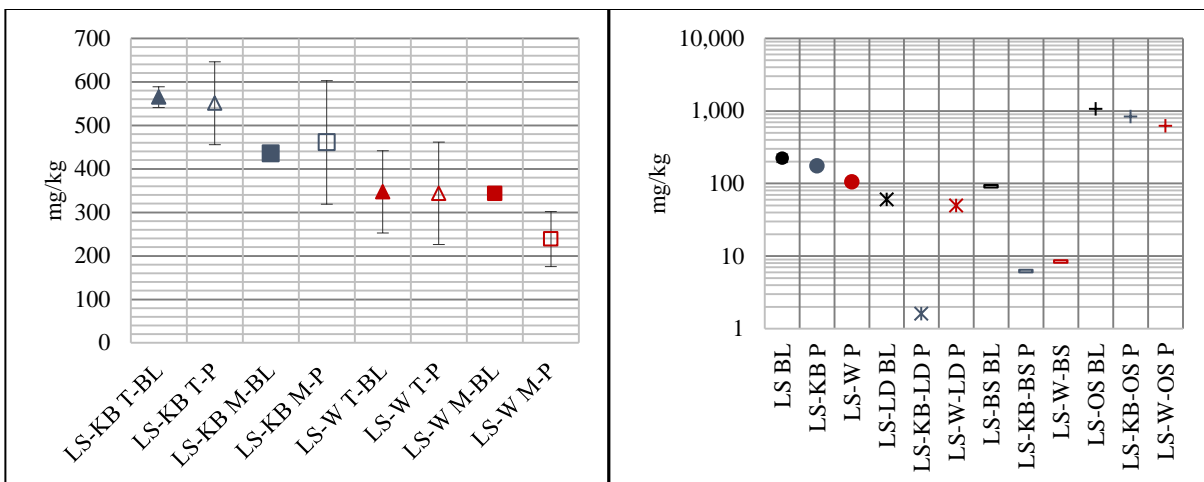 700
600
500
400
300
200
100
0
mg/kg
LS-KB T-BL
LS-KB T-P
LS-KB M-BL
LS-KB M-P
LS-W T-BL
LS-W T-P
LS-W M-BL
LS-W M-P
10,000
1,000
100
10
1
mg/kg
LS BL
LS-KB P
LS-W P
LS-LD BL
LS-KB-LD P
LS-W-LD P
LS-BS BL
LS-KB-BS P
LS-W-BS
LS-OS BL
LS-KB-OS P
LS-W-OS P